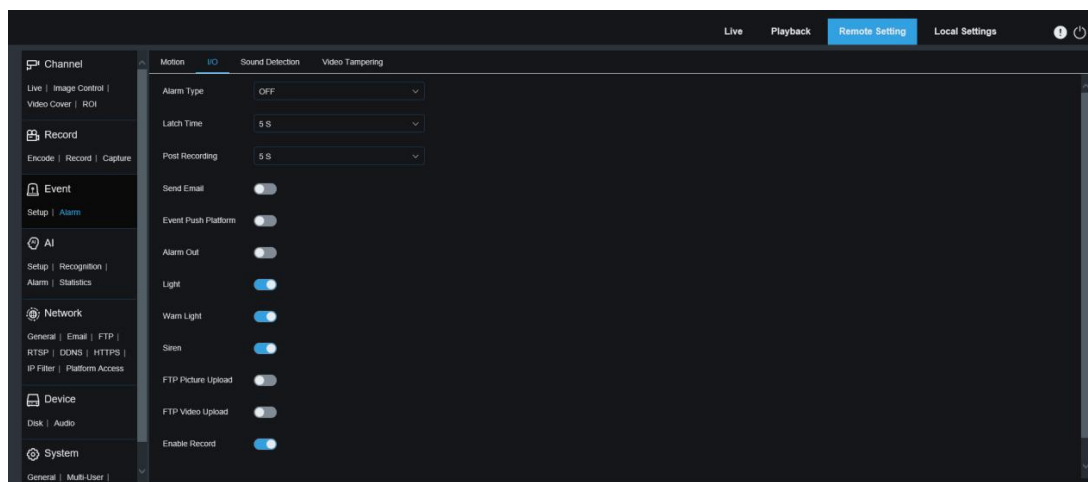 Live Playback Remote Setting Local Settings
Channel
Live | Image Control |
Video Cover | ROI
Record
Encode | Record | Capture
Event
Setup | Alarm
AI
Setup | Recognition |
Alarm | Statistics
Network
General | Email | FTP |
RTSP | DDNS | HTTPS |
IP Filter | Platform Access
Device
Disk | Audio
System
General | Multi-User |
Motion I/O Sound Detection Video Tampering
Alarm Type OFF
Latch Time 5 S
Post Recording 5 S
Send Email
Event Push Platform
Alarm Out
Light
Warn Light
Siren
FTP Picture Upload
FTP Video Upload
Enable Record